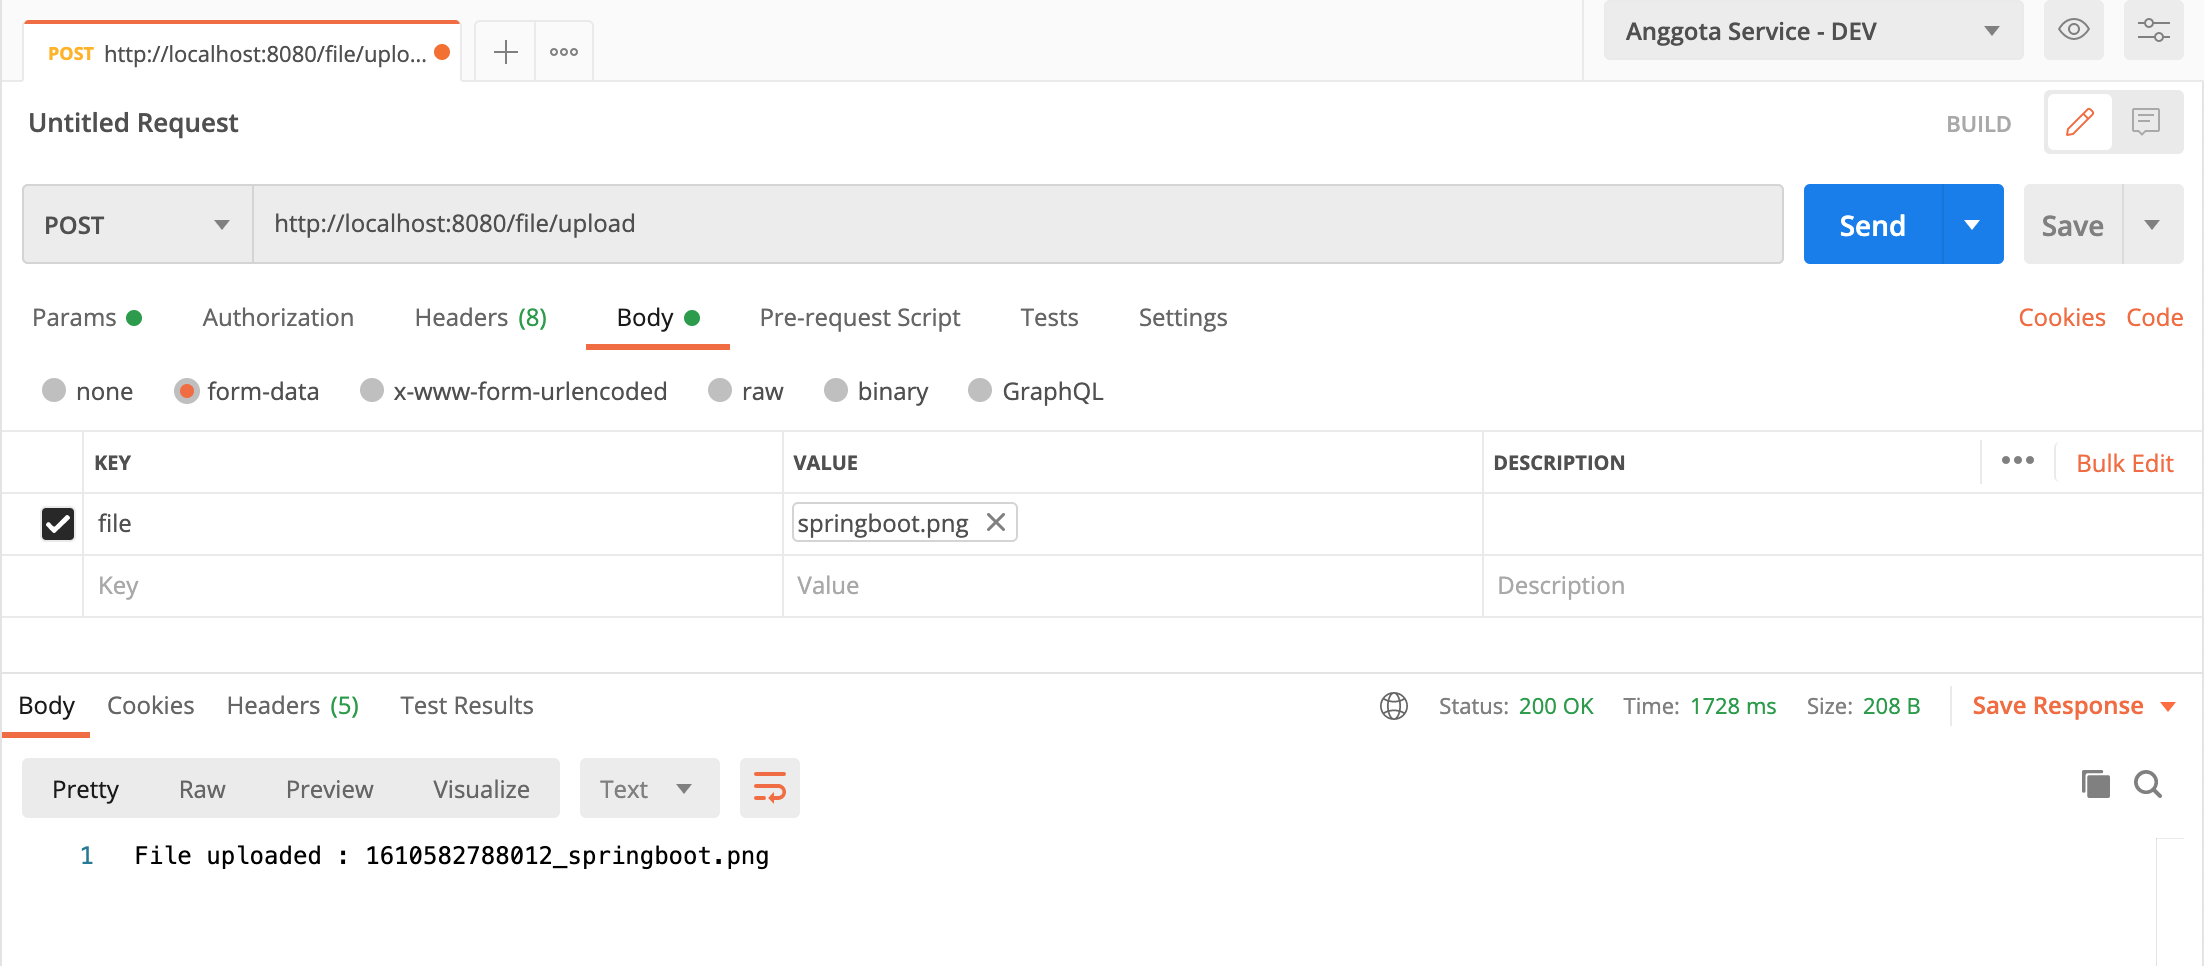 POST http://localhost:8080/file/uplo...
Anggota Service - DEV
Untitled Request
BUILD
POST http://localhost:8080/file/upload
Send
Save
Params Authorization Headers (8) Body Pre-request Script Tests Settings Cookies Code
none form-data x-www-form-urlencoded raw binary GraphQL
KEY VALUE DESCRIPTION Bulk Edit
file springboot.png
Key Value Description
Body Cookies Headers (5) Test Results Status: 200 OK Time: 1728 ms Size: 208 B Save Response
Pretty Raw Preview Visualize Text
1 File uploaded : 1610582788012_springboot.png